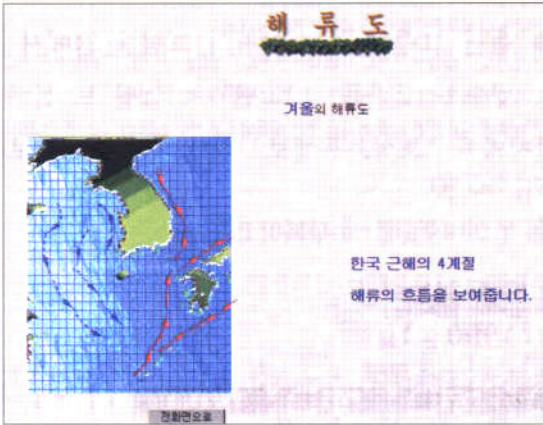 해류도
겨울의 해류도
한국 근해의 4계절
해류의 흐름을 보여줍니다.
전화면으로